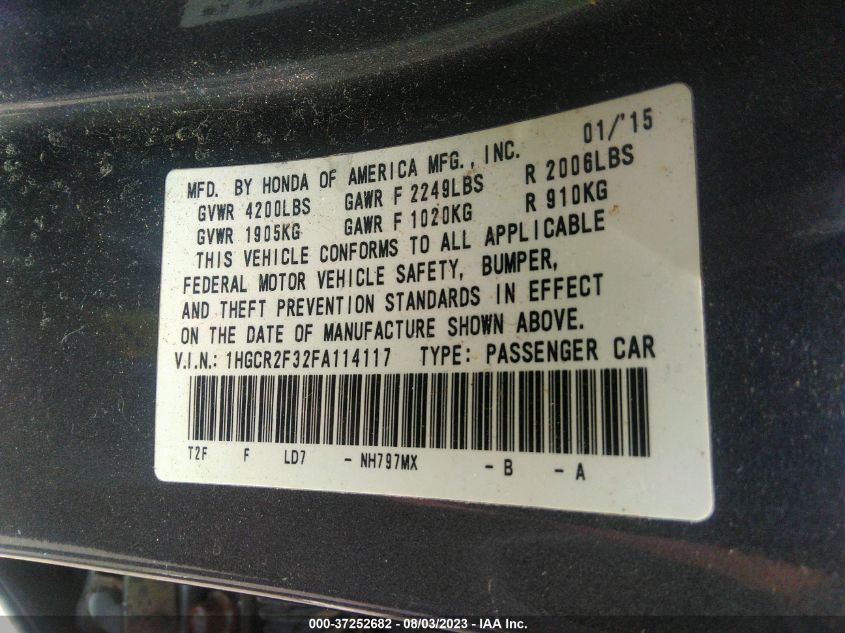 MFD. BY HONDA OF AMERICA MFG., INC. 01/'15
GVWR 4200LBS GAWR F 2249LBS R 2006LBS
GVWR 1905KG GAWR F 1020KG R 910KG
THIS VEHICLE CONFORMS TO ALL APPLICABLE
FEDERAL MOTOR VEHICLE SAFETY, BUMPER,
AND THEFT PREVENTION STANDARDS IN EFFECT
ON THE DATE OF MANUFACTURE SHOWN ABOVE.
V.I.N.: 1HGCR2F32FA114117 TYPE: PASSENGER CAR
T2F F LD7 - NH797MX - B - A
000-37252682 - 08/03/2023 - IAA Inc.